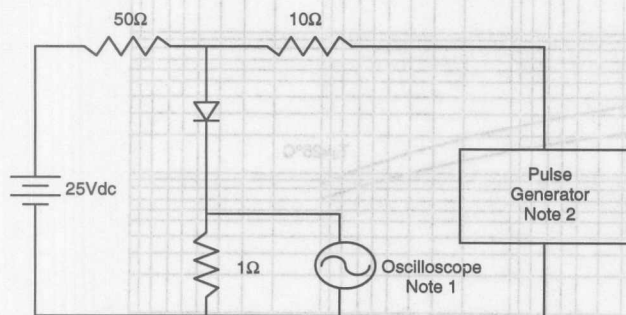 50Ω
10Ω
25Vdc
1Ω
Oscilloscope
Note 1
Pulse
Generator
Note 2